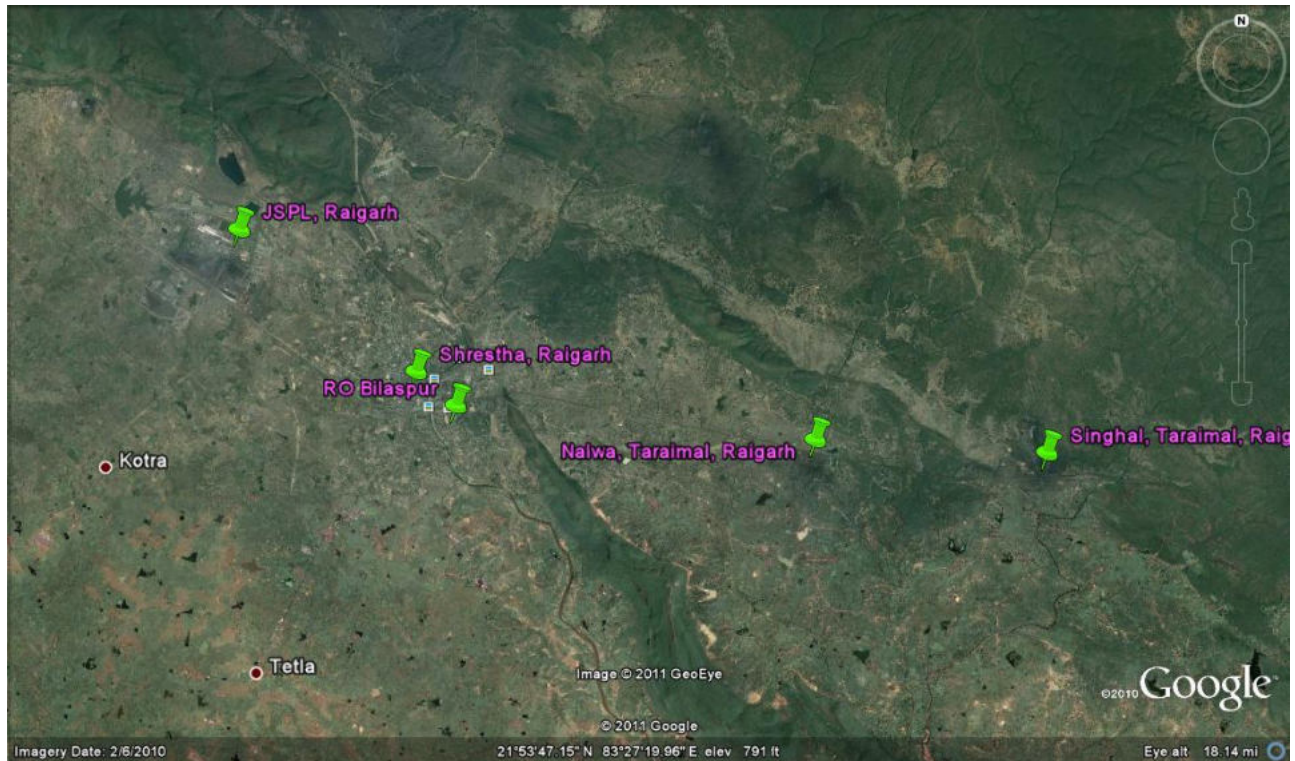 N
JSPL, Raigarh
Shrestha, Raigarh
RO Bilaspur
Nalwa, Taraimal, Raigarh
Singhal, Taraimal, Raig
Kotra
Tetla
Image © 2011 GeoEye
©2010 Google
© 2011 Google
Imagery Date: 2/6/2010 21°53'47.15" N 83°27'19.96" E elev 791 ft Eye alt 18.14 mi